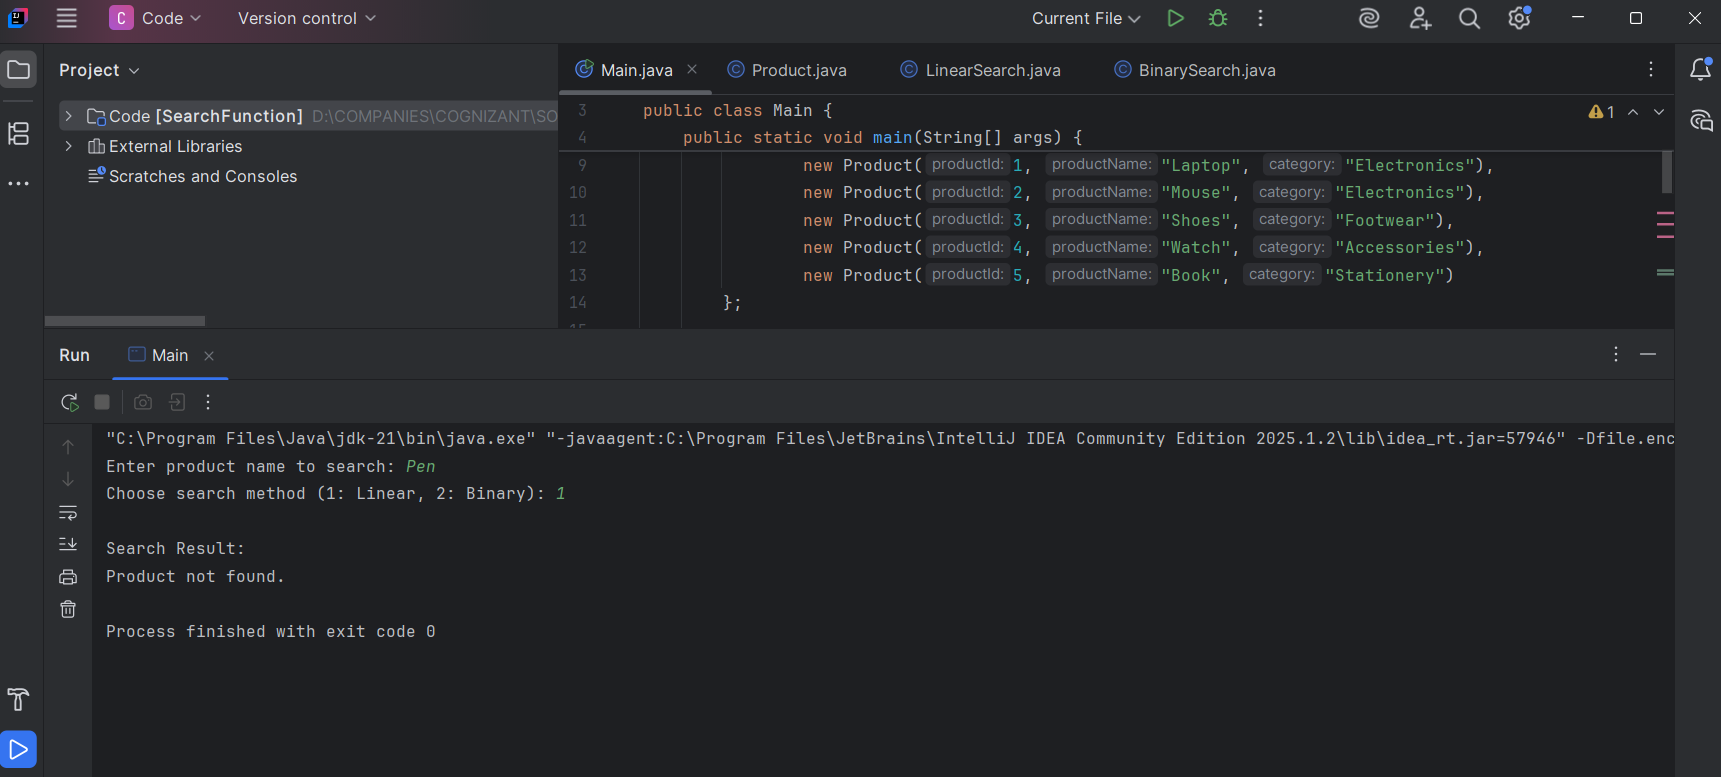 C Code Version control Current File
Project
Main.java Product.java LinearSearch.java BinarySearch.java
Code [SearchFunction] D:\COMPANIES\COGNIZANT\SO
External Libraries
Scratches and Consoles
3 public class Main { 1
4 public static void main(String[] args) {
9 new Product( productId: 1, productName: "Laptop", category: "Electronics"),
10 new Product( productId: 2, productName: "Mouse", category: "Electronics"),
11 new Product( productId: 3, productName: "Shoes", category: "Footwear"),
12 new Product( productId: 4, productName: "Watch", category: "Accessories"),
13 new Product( productId: 5, productName: "Book", category: "Stationery")
14 };
Run Main
"C:\Program Files\Java\jdk-21\bin\java.exe" "-javaagent:C:\Program Files\JetBrains\IntelliJ IDEA Community Edition 2025.1.2\lib\idea_rt.jar=57946" -Dfile.enc
Enter product name to search: Pen
Choose search method (1: Linear, 2: Binary): 1
Search Result:
Product not found.
Process finished with exit code 0